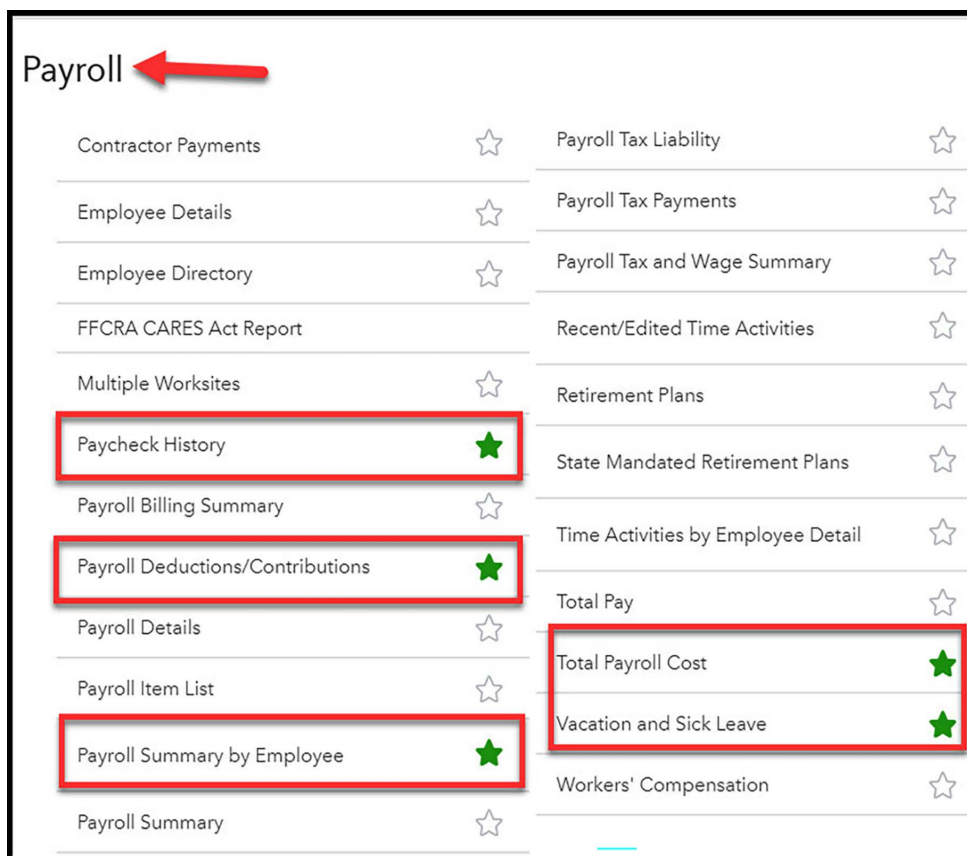 Payroll
Contractor Payments
Employee Details
Employee Directory
FFCRA CARES Act Report
Multiple Worksites
Paycheck History
Payroll Billing Summary
Payroll Deductions/Contributions
Payroll Details
Payroll Item List
Payroll Summary by Employee
Payroll Summary
Payroll Tax Liability
Payroll Tax Payments
Payroll Tax and Wage Summary
Recent/Edited Time Activities
Retirement Plans
State Mandated Retirement Plans
Time Activities by Employee Detail
Total Pay
Total Payroll Cost
Vacation and Sick Leave
Workers' Compensation